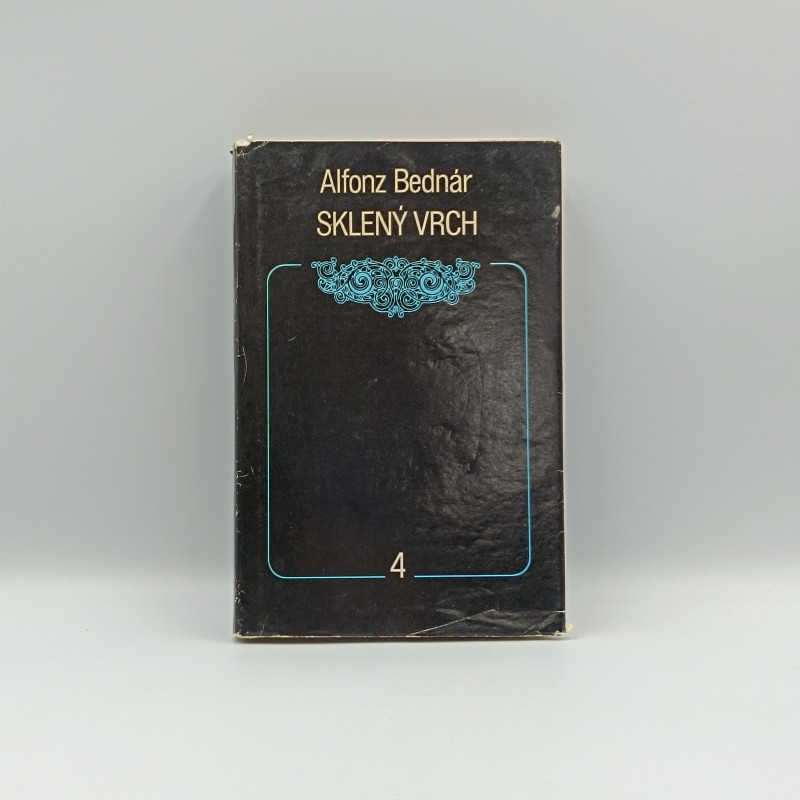 Alfonz Bednár
SKLENÝ VRCH
4